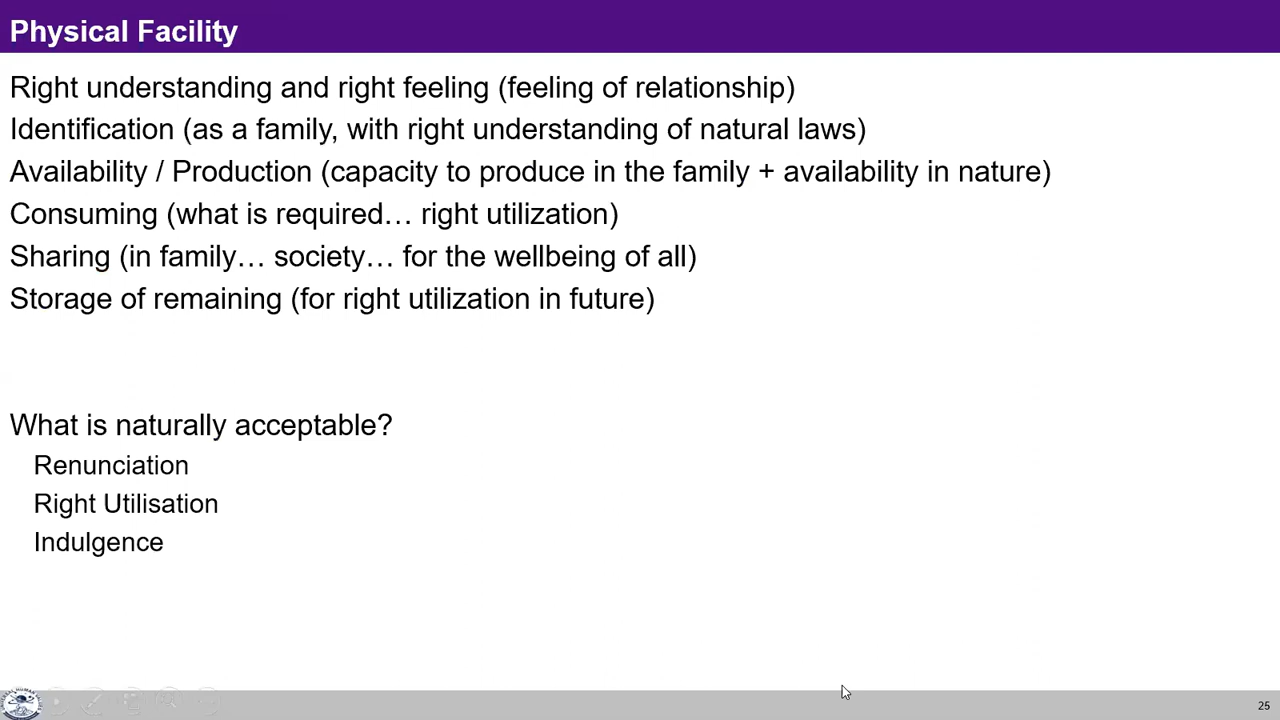 Physical Facility
Right understanding and right feeling (feeling of relationship)
Identification (as a family, with right understanding of natural laws)
Availability / Production (capacity to produce in the family + availability in nature)
Consuming (what is required… right utilization)
Sharing (in family… society… for the wellbeing of all)
Storage of remaining (for right utilization in future)
What is naturally acceptable?
Renunciation
Right Utilisation
Indulgence
25